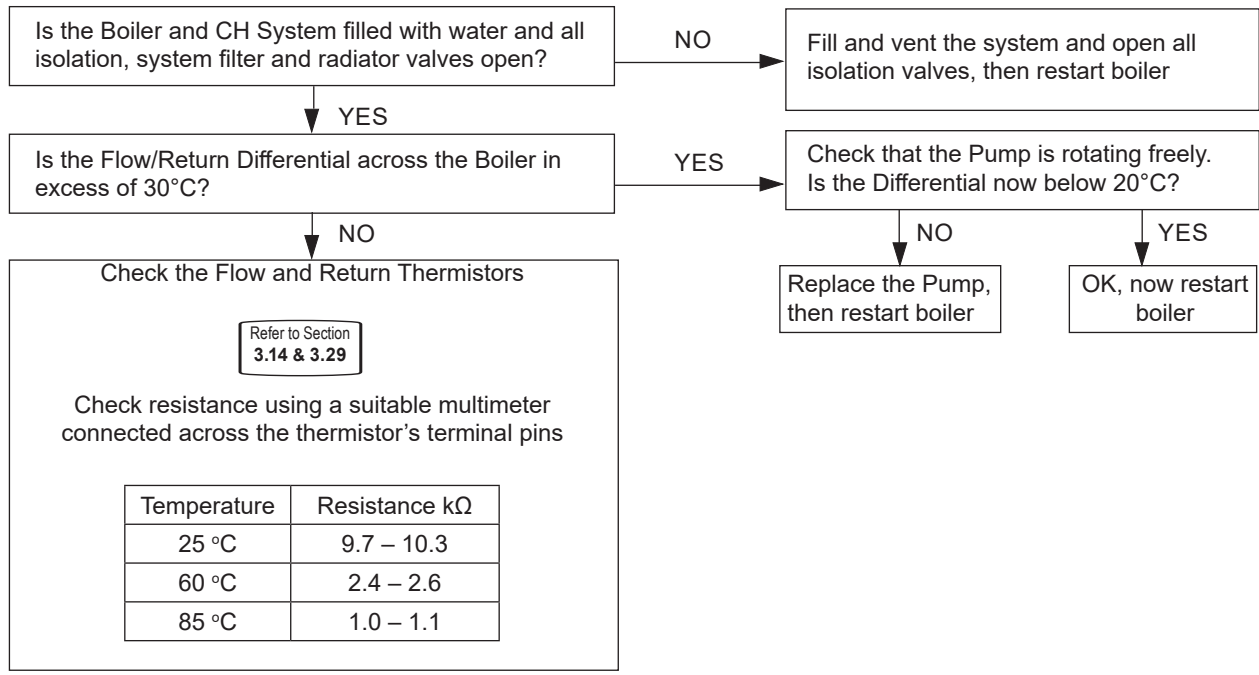 Is the Boiler and CH System filled with water and all
isolation, system filter and radiator valves open?
NO
Fill and vent the system and open all
isolation valves, then restart boiler
YES
Is the Flow/Return Differential across the Boiler in
excess of 30°C?
YES
Check that the Pump is rotating freely.
Is the Differential now below 20°C?
NO
NO
YES
Replace the Pump,
then restart boiler
OK, now restart
boiler
Check the Flow and Return Thermistors
Refer to Section
3.14 & 3.29
Check resistance using a suitable multimeter
connected across the thermistor's terminal pins
Temperature Resistance kΩ
25 °C 9.7 – 10.3
60 °C 2.4 – 2.6
85 °C 1.0 – 1.1